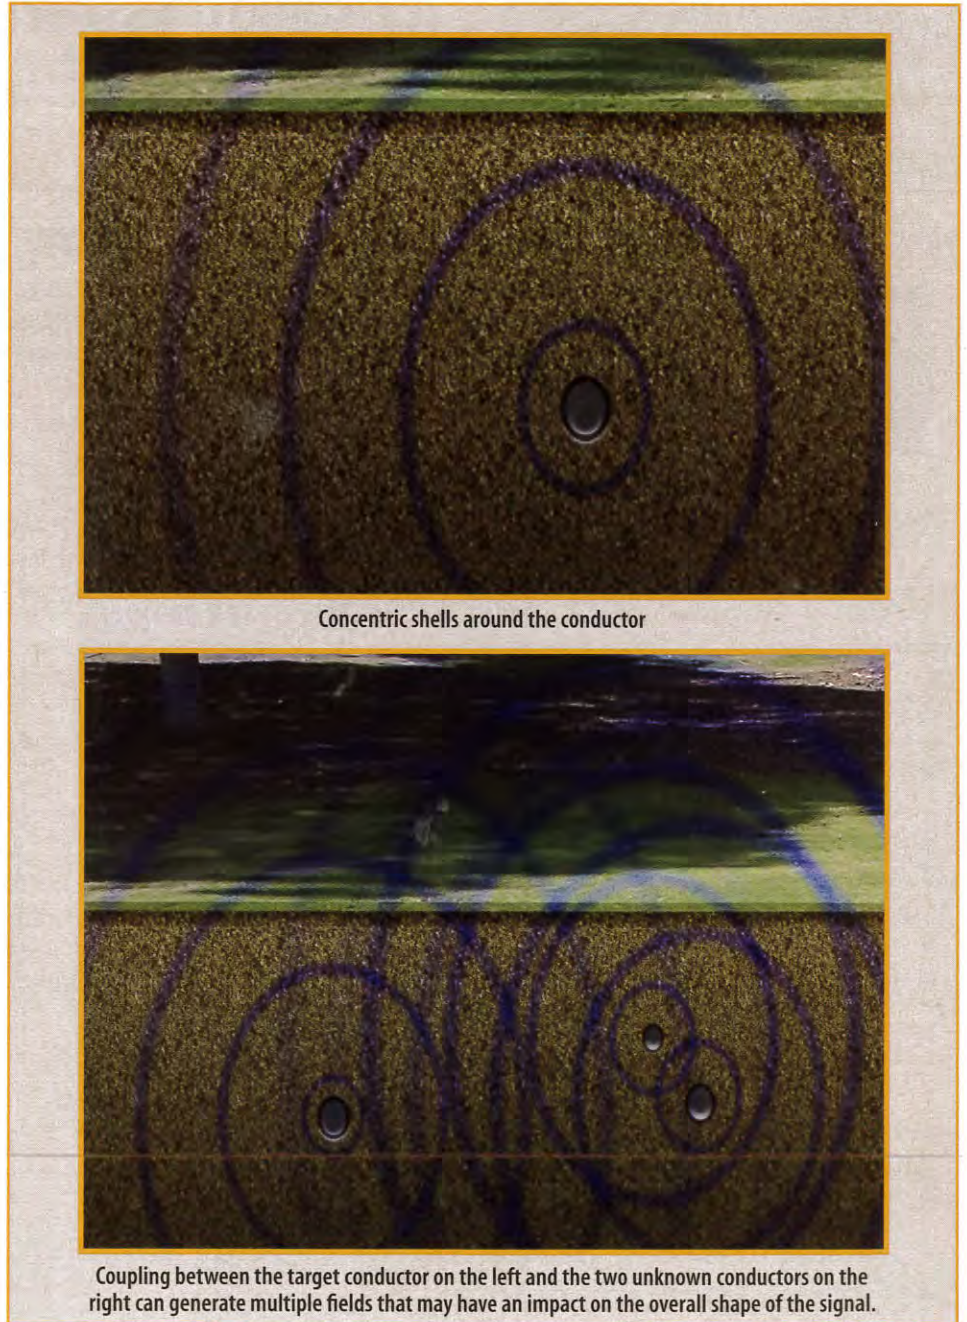 Concentric shells around the conductor
Coupling between the target conductor on the left and the two unknown conductors on the
right can generate multiple fields that may have an impact on the overall shape of the signal.